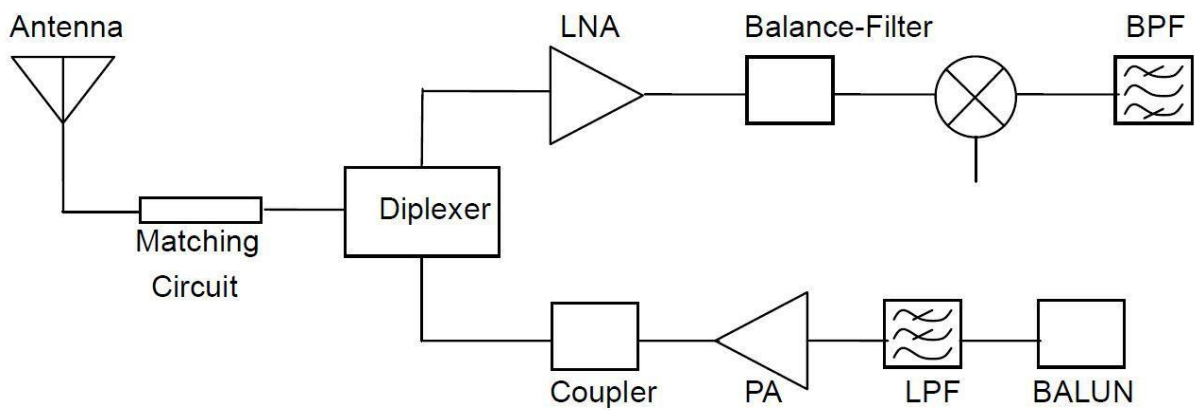 Antenna
LNA
Balance-Filter
BPF
Diplexer
Matching
Circuit
Coupler
PA
LPF
BALUN